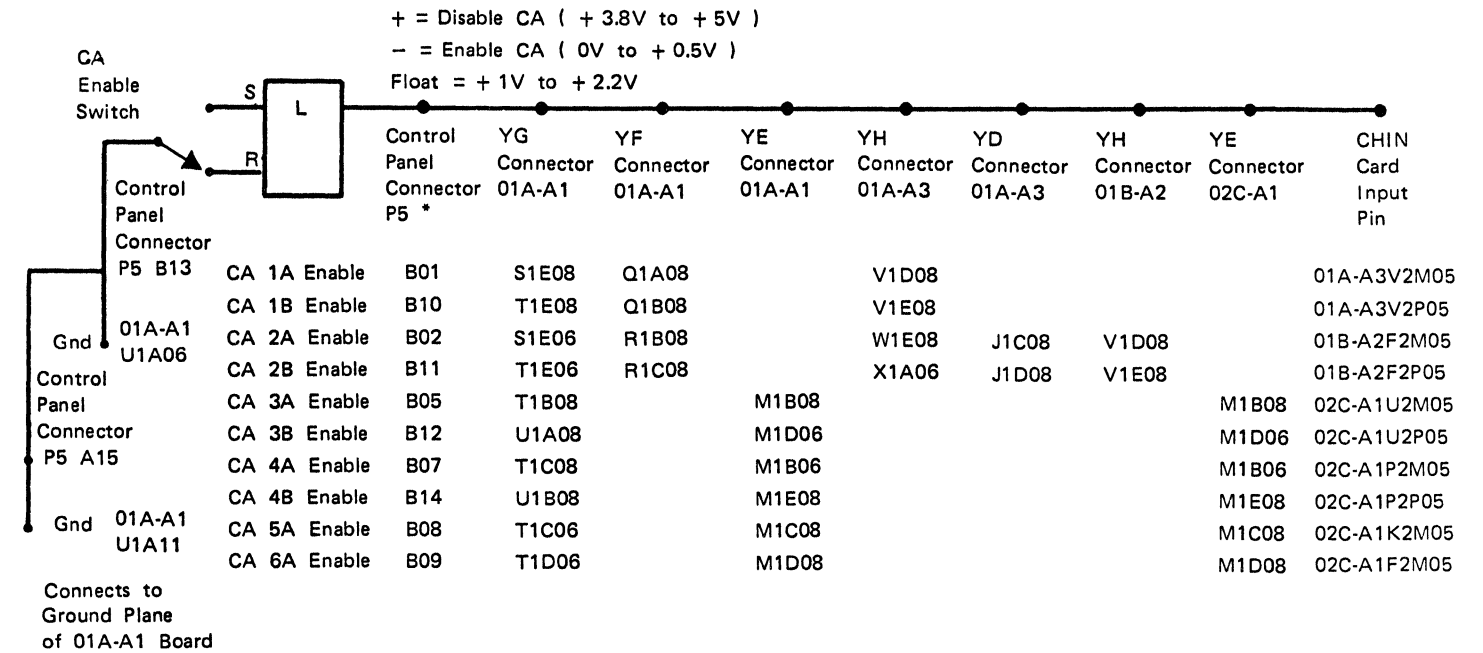 + = Disable CA ( + 3.8V to + 5V )
− = Enable CA ( 0V to + 0.5V )
Float = + 1V to + 2.2V
CA
Enable
Switch
S
L
R
Control
Panel
Connector
P5 B13
Gnd
01A-A1
U1A06
Control
Panel
Connector
P5 A15
Gnd
01A-A1
U1A11
Connects to
Ground Plane
of 01A-A1 Board
Control
Panel
Connector
P5 *
YG
Connector
01A-A1
YF
Connector
01A-A1
YE
Connector
01A-A1
YH
Connector
01A-A3
YD
Connector
01A-A3
YH
Connector
01B-A2
YE
Connector
02C-A1
CHIN
Card
Input
Pin
CA 1A Enable B01 S1E08 Q1A08 V1D08 01A-A3V2M05
CA 1B Enable B10 T1E08 Q1B08 V1E08 01A-A3V2P05
CA 2A Enable B02 S1E06 R1B08 W1E08 J1C08 V1D08 01B-A2F2M05
CA 2B Enable B11 T1E06 R1C08 X1A06 J1D08 V1E08 01B-A2F2P05
CA 3A Enable B05 T1B08 M1B08 M1B08 02C-A1U2M05
CA 3B Enable B12 U1A08 M1D06 M1D06 02C-A1U2P05
CA 4A Enable B07 T1C08 M1B06 M1B06 02C-A1P2M05
CA 4B Enable B14 U1B08 M1E08 M1E08 02C-A1P2P05
CA 5A Enable B08 T1C06 M1C08 M1C08 02C-A1K2M05
CA 6A Enable B09 T1D06 M1D08 M1D08 02C-A1F2M05